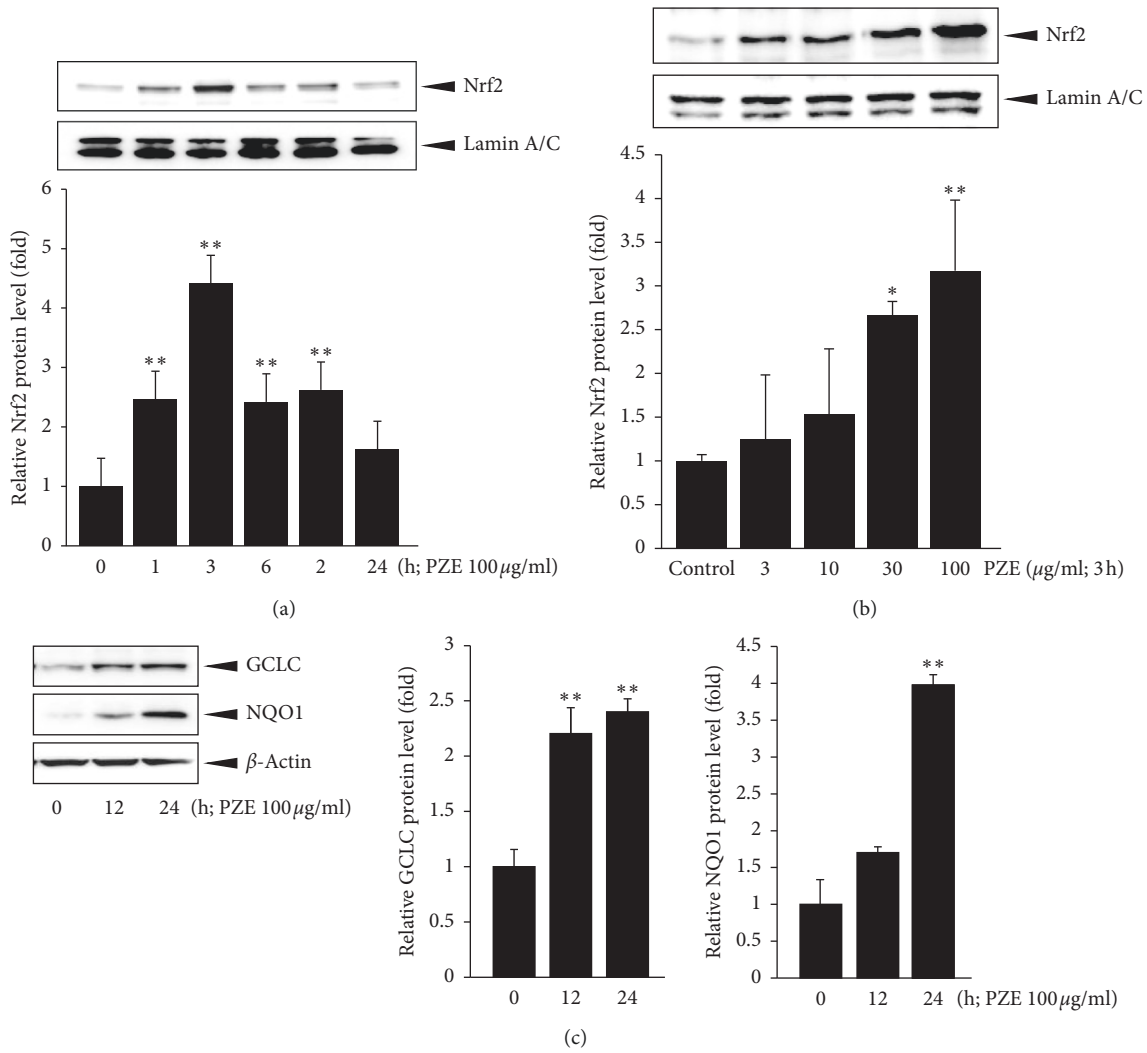 Nrf2
Lamin A/C
Relative Nrf2 protein level (fold)
6
5
4
3
2
1
0
** ** ** **
0 1 3 6 2 24 (h; PZE 100 μg/ml)
(a)
Nrf2
Lamin A/C
Relative Nrf2 protein level (fold)
4.5
4
3.5
3
2.5
2
1.5
1
0.5
0
* **
Control 3 10 30 100 PZE (μg/ml; 3 h)
(b)
GCLC
NQO1
β-Actin
0 12 24 (h; PZE 100 μg/ml)
Relative GCLC protein level (fold)
3
2.5
2
1.5
1
0.5
0
** **
0 12 24
Relative NQO1 protein level (fold)
4.5
4
3.5
3
2.5
2
1.5
1
0.5
0
**
0 12 24 (h; PZE 100 μg/ml)
(c)